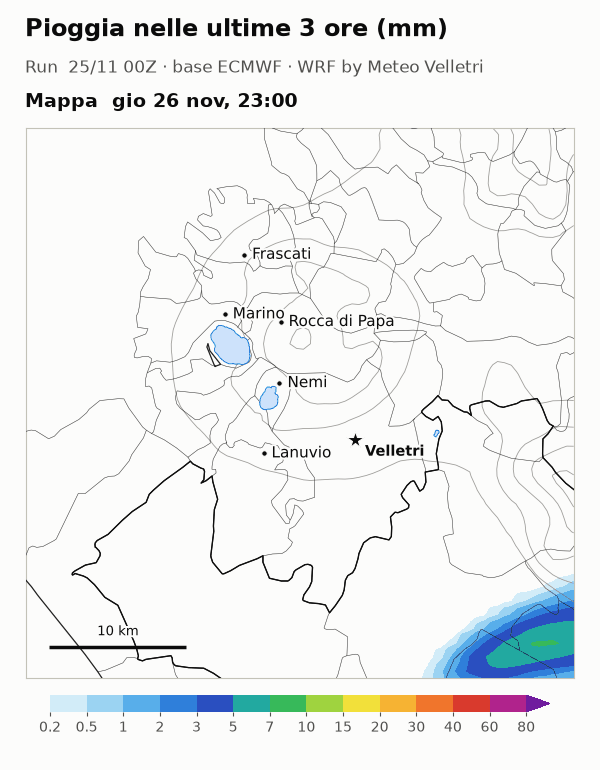 Pioggia nelle ultime 3 ore (mm)
Run  25/11 00Z · base ECMWF · WRF by Meteo Velletri
Mappa  gio 26 nov, 23:00
Frascati
Marino
Rocca di Papa
Nemi
Velletri
Lanuvio
10 km
0.2 0.5 1 2 3 5 7 10 15 20 30 40 60 80